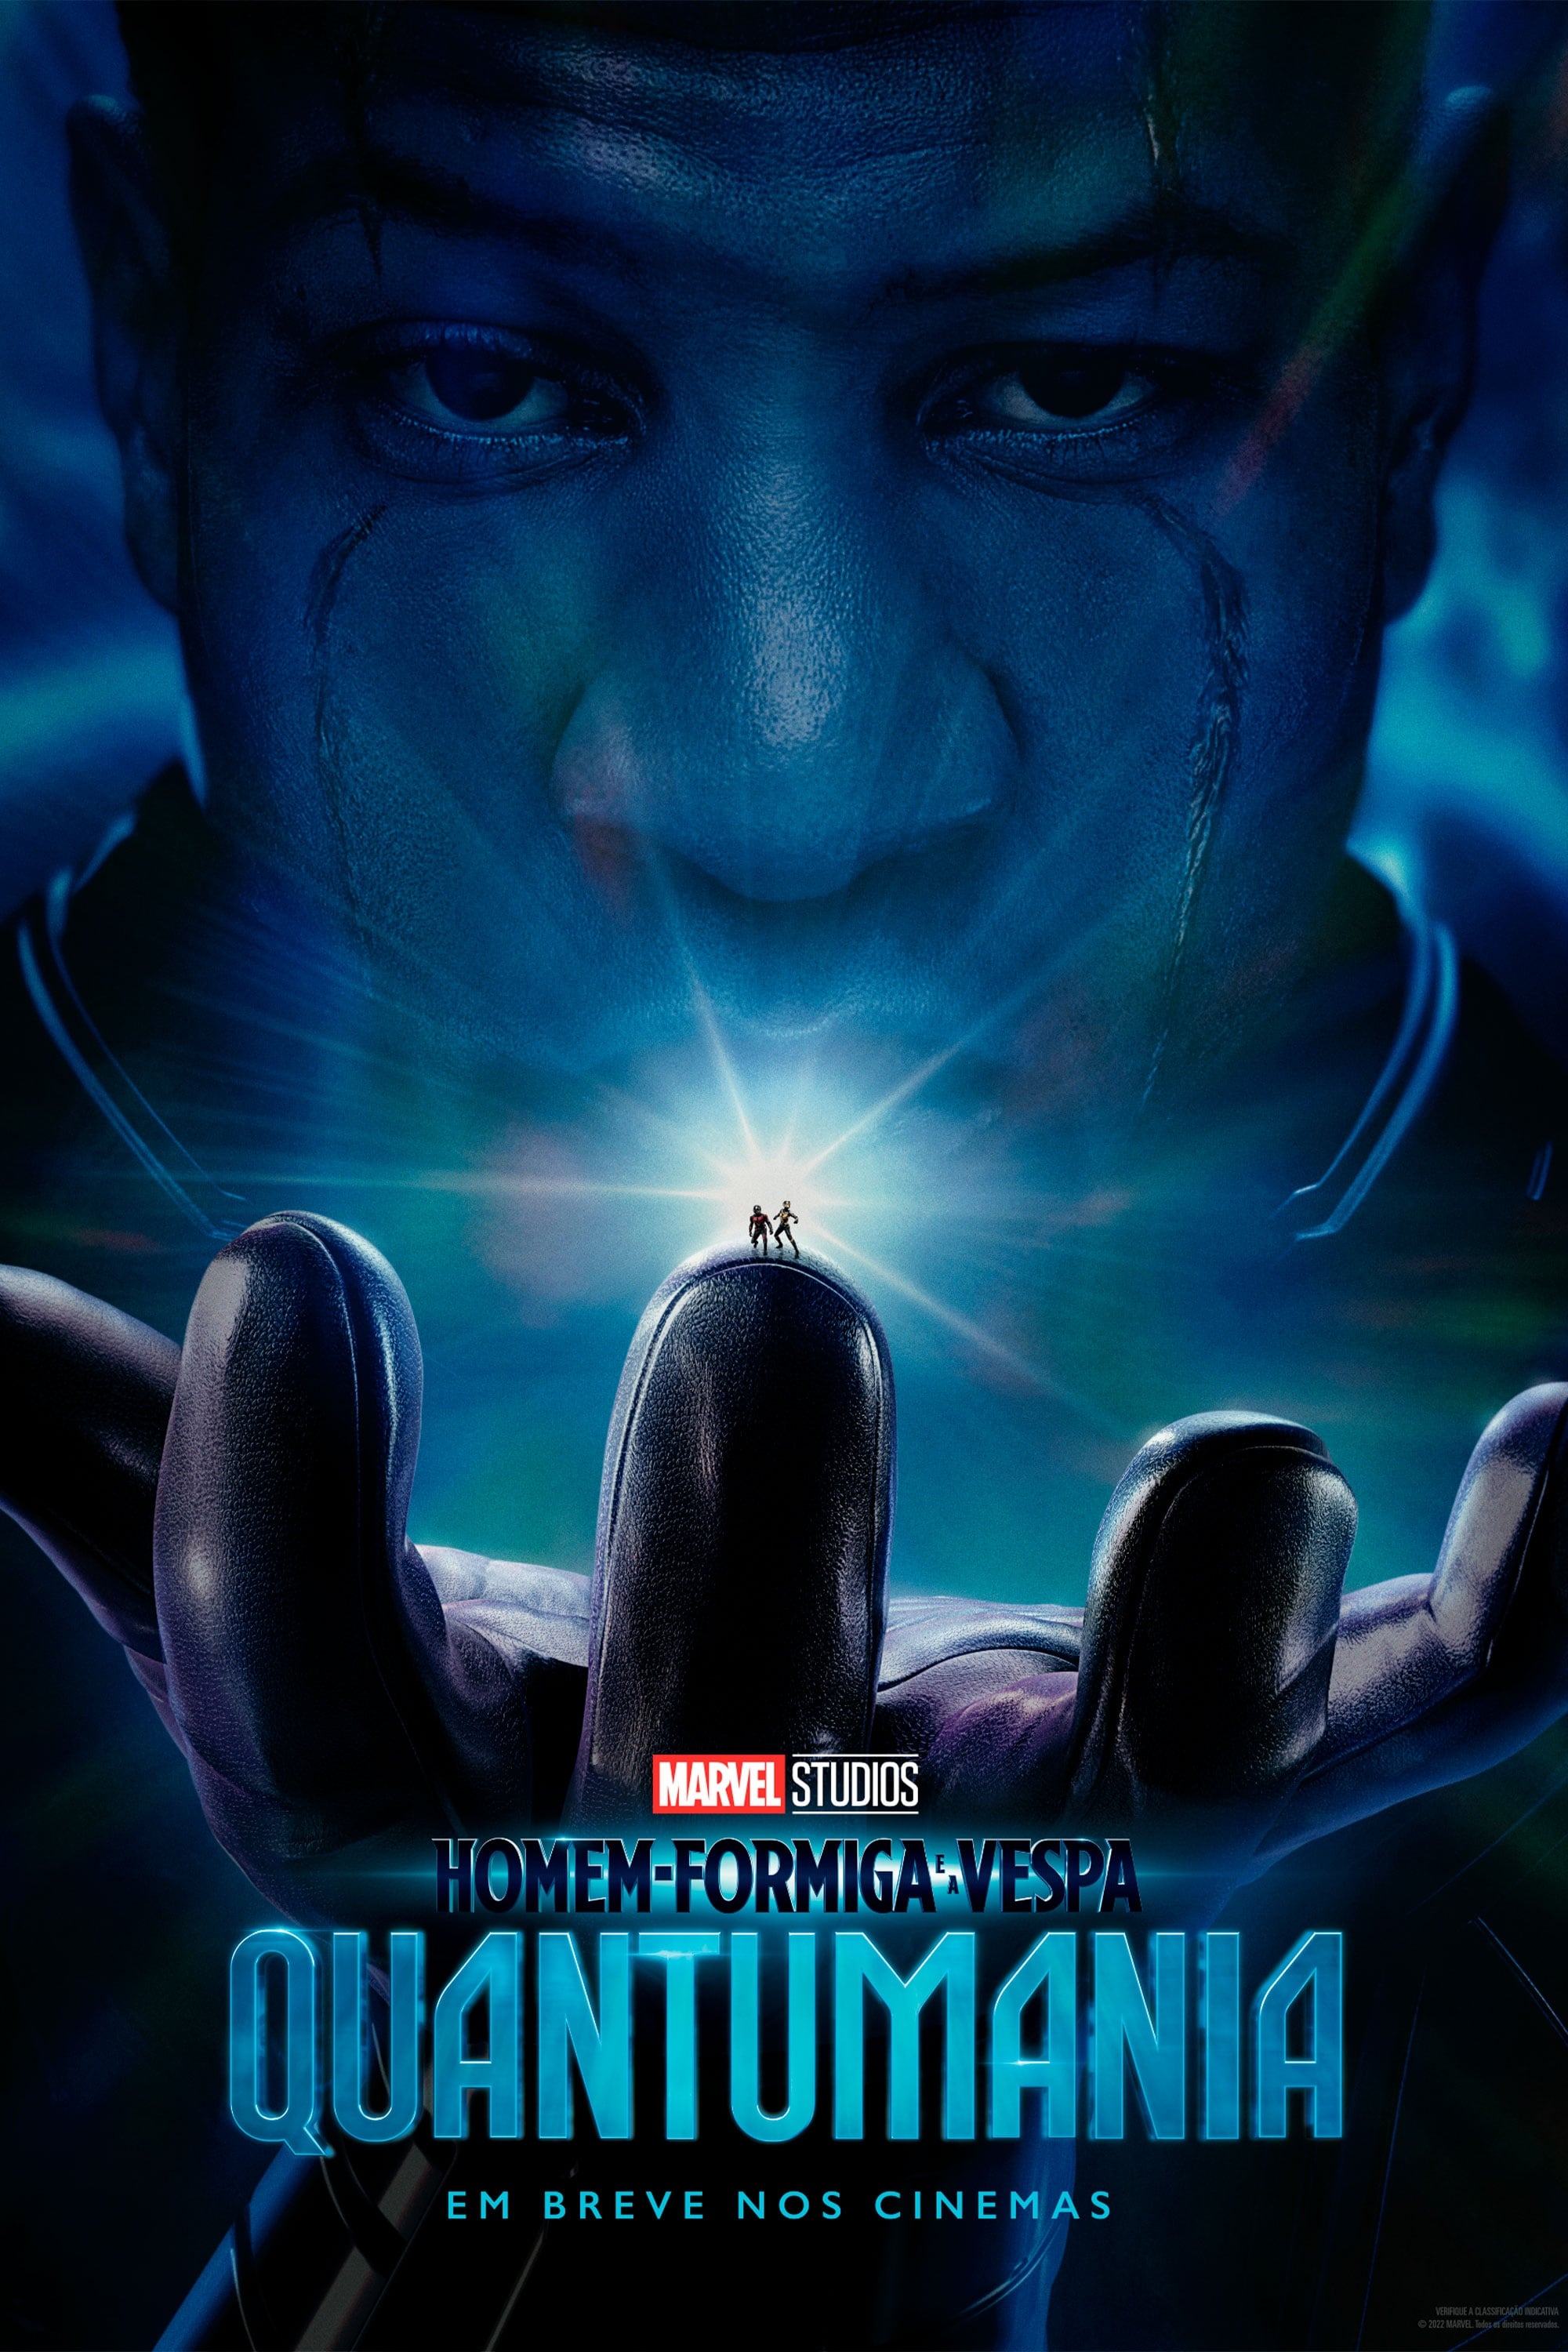 MARVEL STUDIOS
HOMEM-FORMIGA E A VESPA
QUANTUMANIA
EM BREVE NOS CINEMAS
VERIFIQUE A CLASSIFICAÇÃO INDICATIVA
© 2022 MARVEL. Todos os direitos reservados.